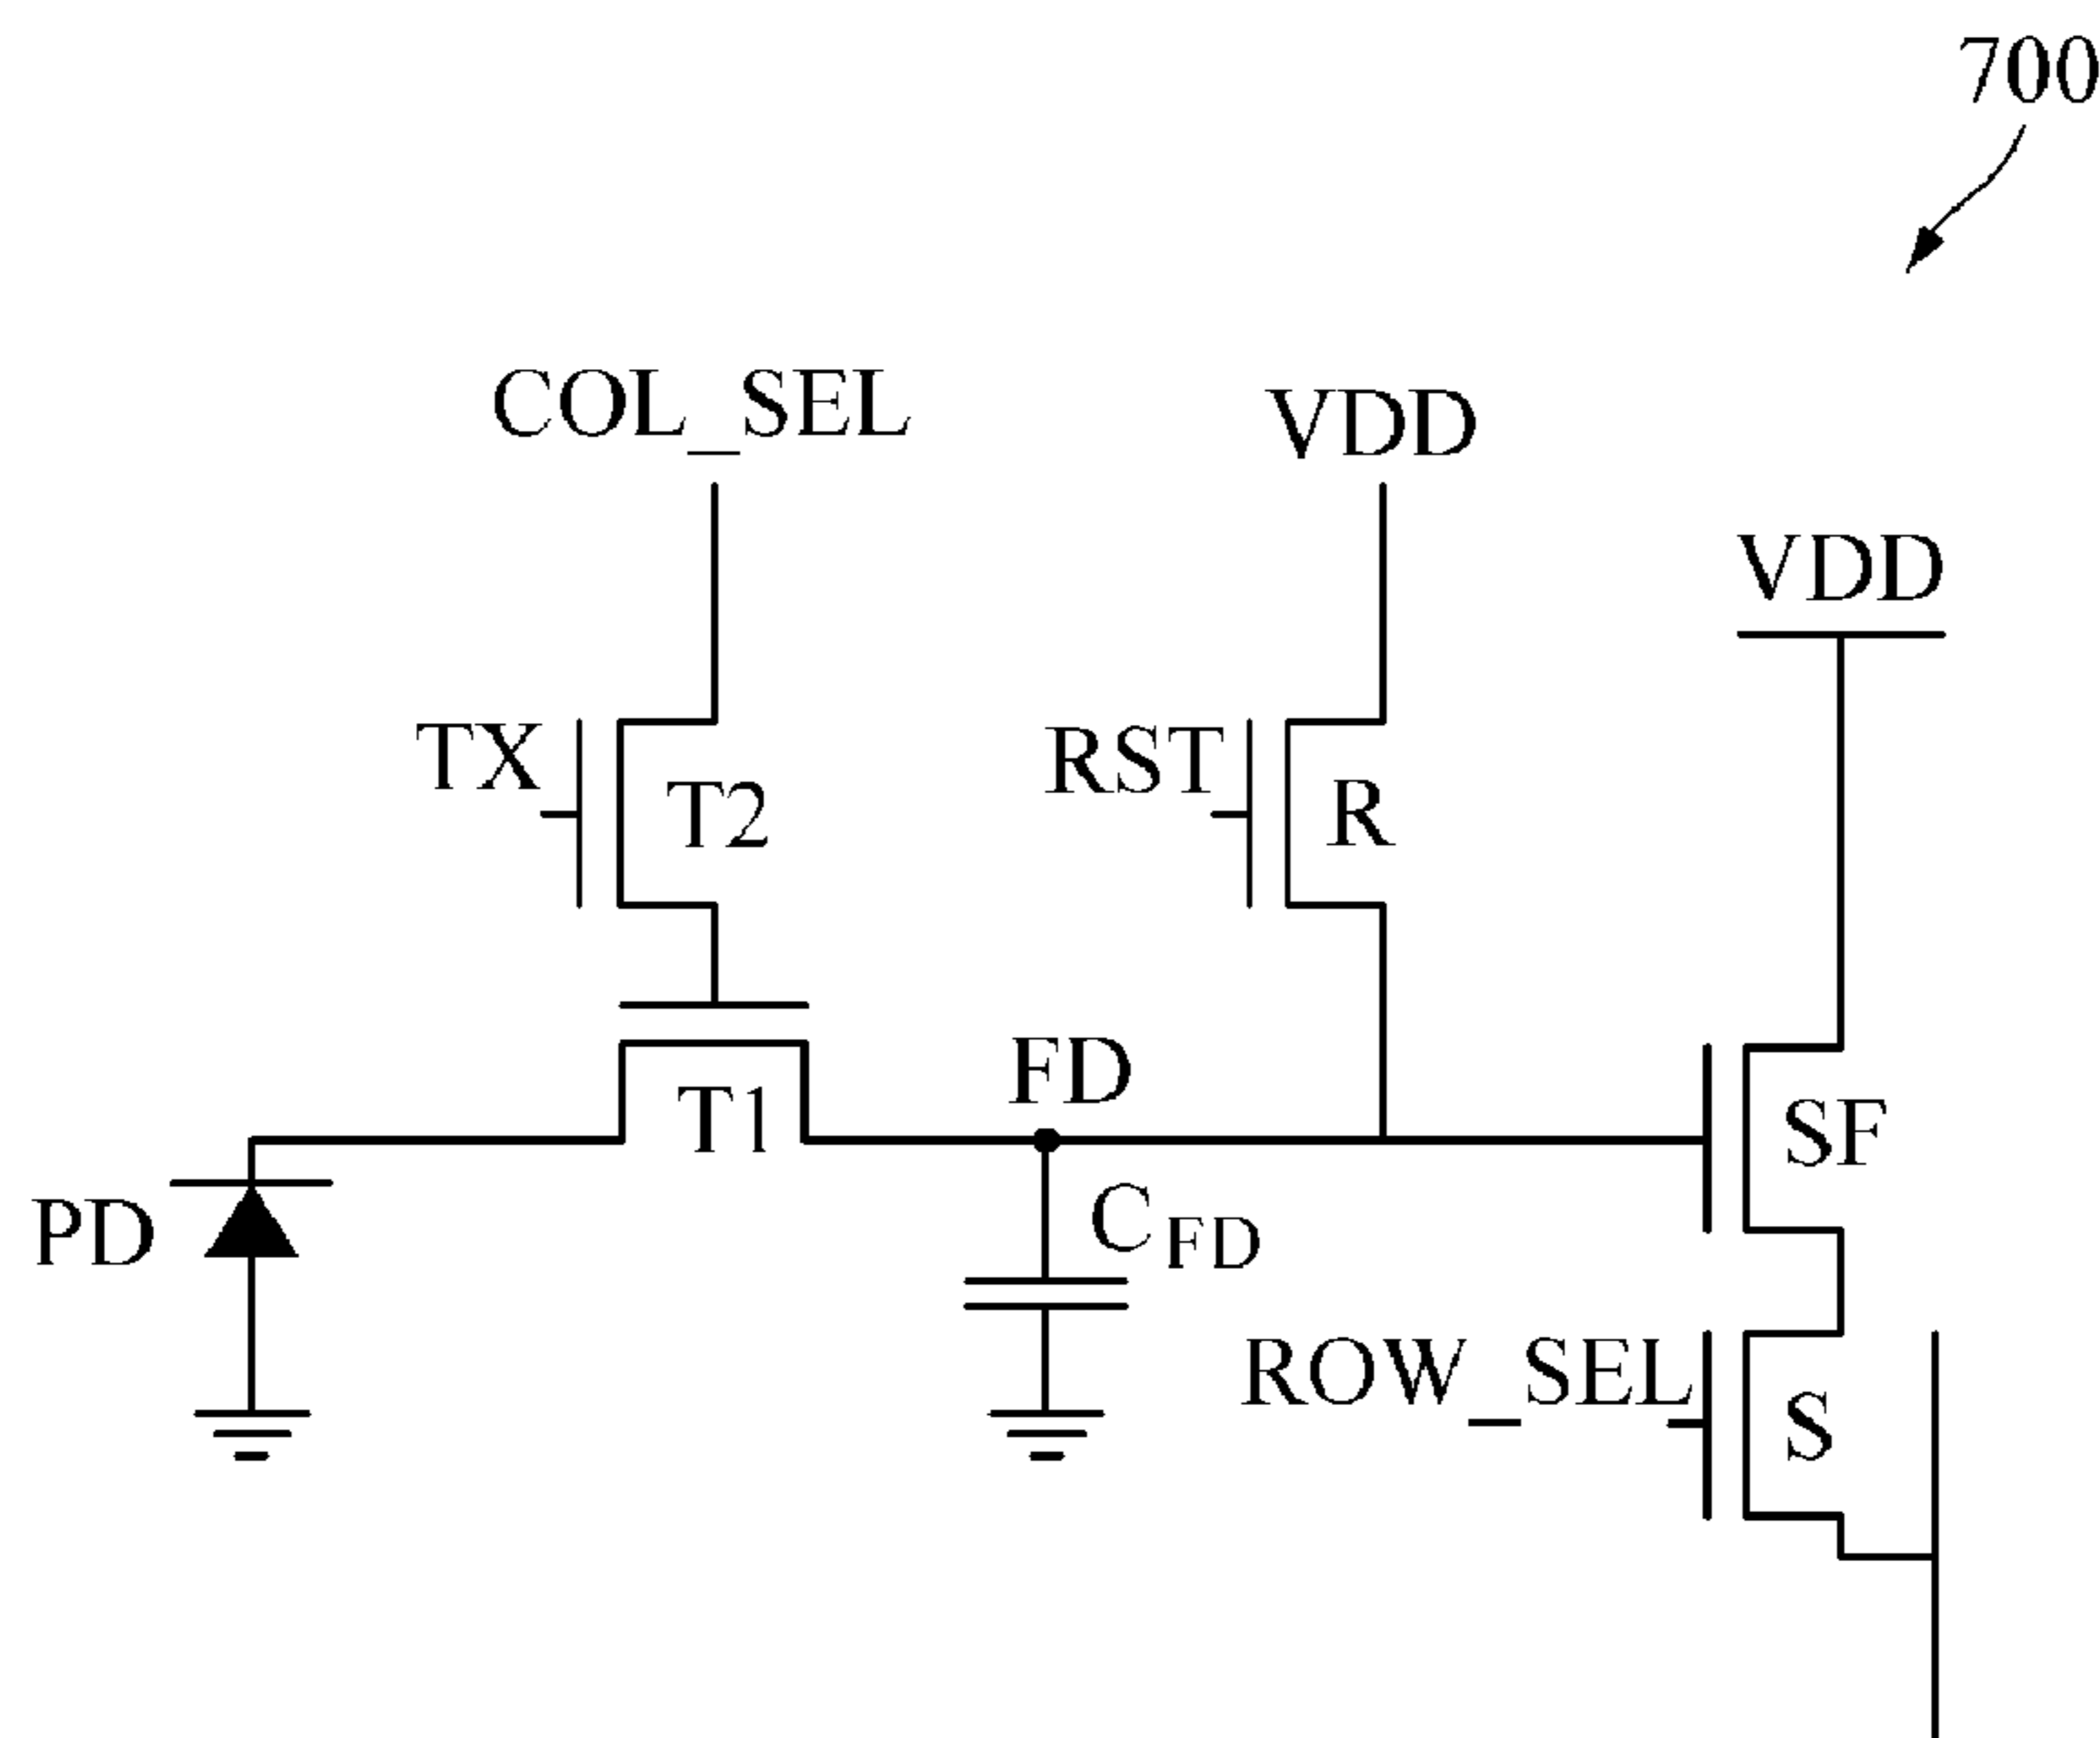 700
COL_SEL
VDD
VDD
TX
T2
RST
R
FD
T1
SF
PD
CFD
ROW_SEL
S